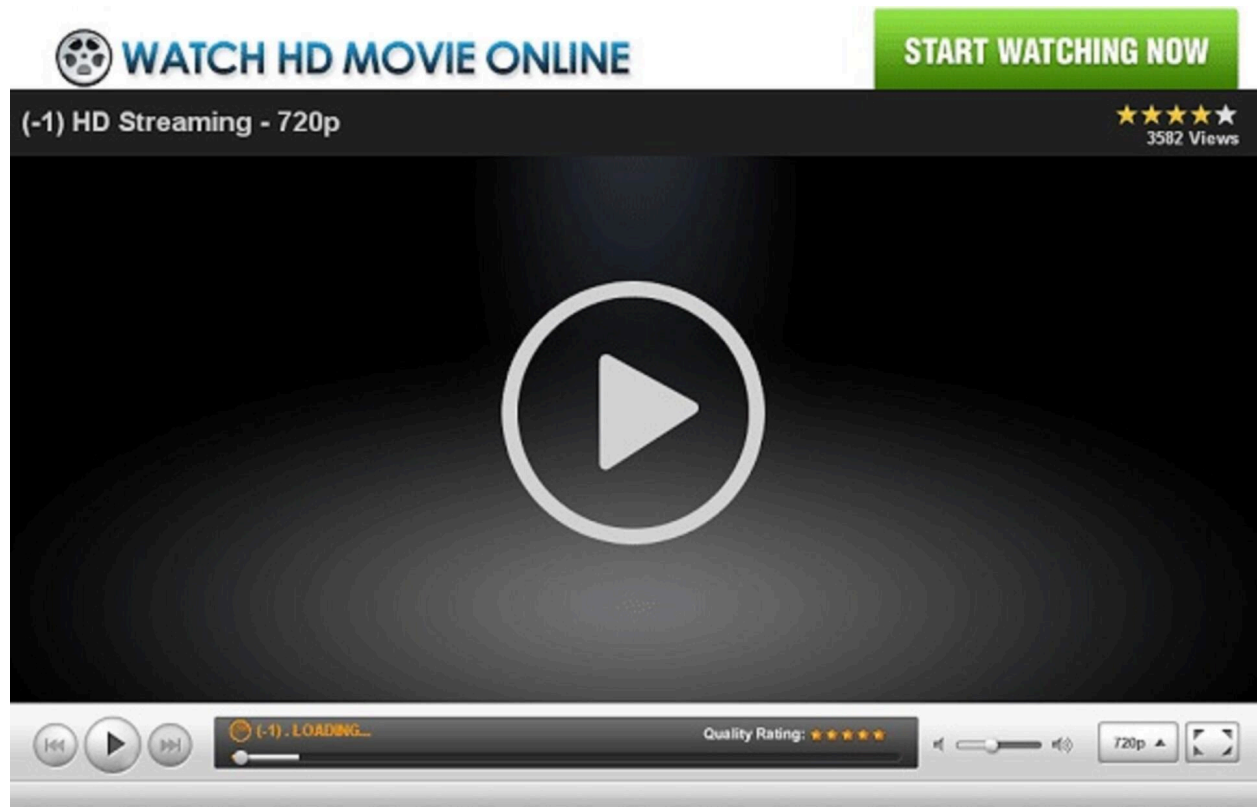 WATCH HD MOVIE ONLINE
START WATCHING NOW
(-1) HD Streaming - 720p
3582 Views
(-1) . LOADING...
Quality Rating:
720p